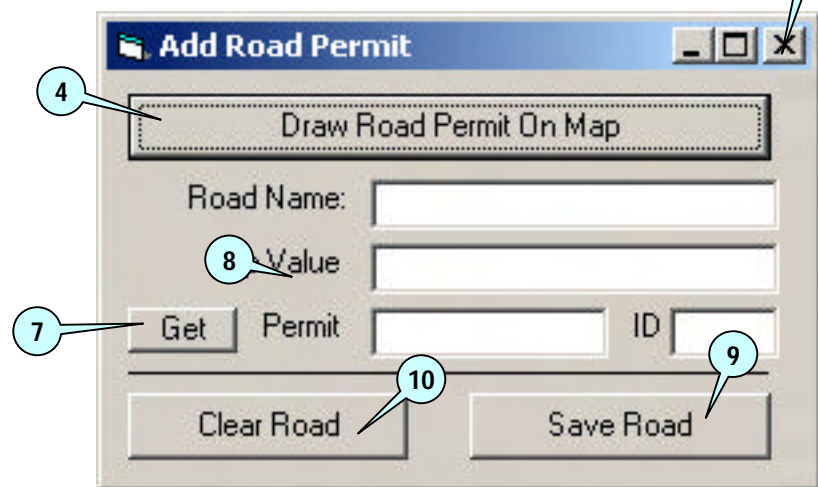 Add Road Permit
4
Draw Road Permit On Map
Road Name:
8 Value
7 Get Permit ID
9
10
Clear Road Save Road